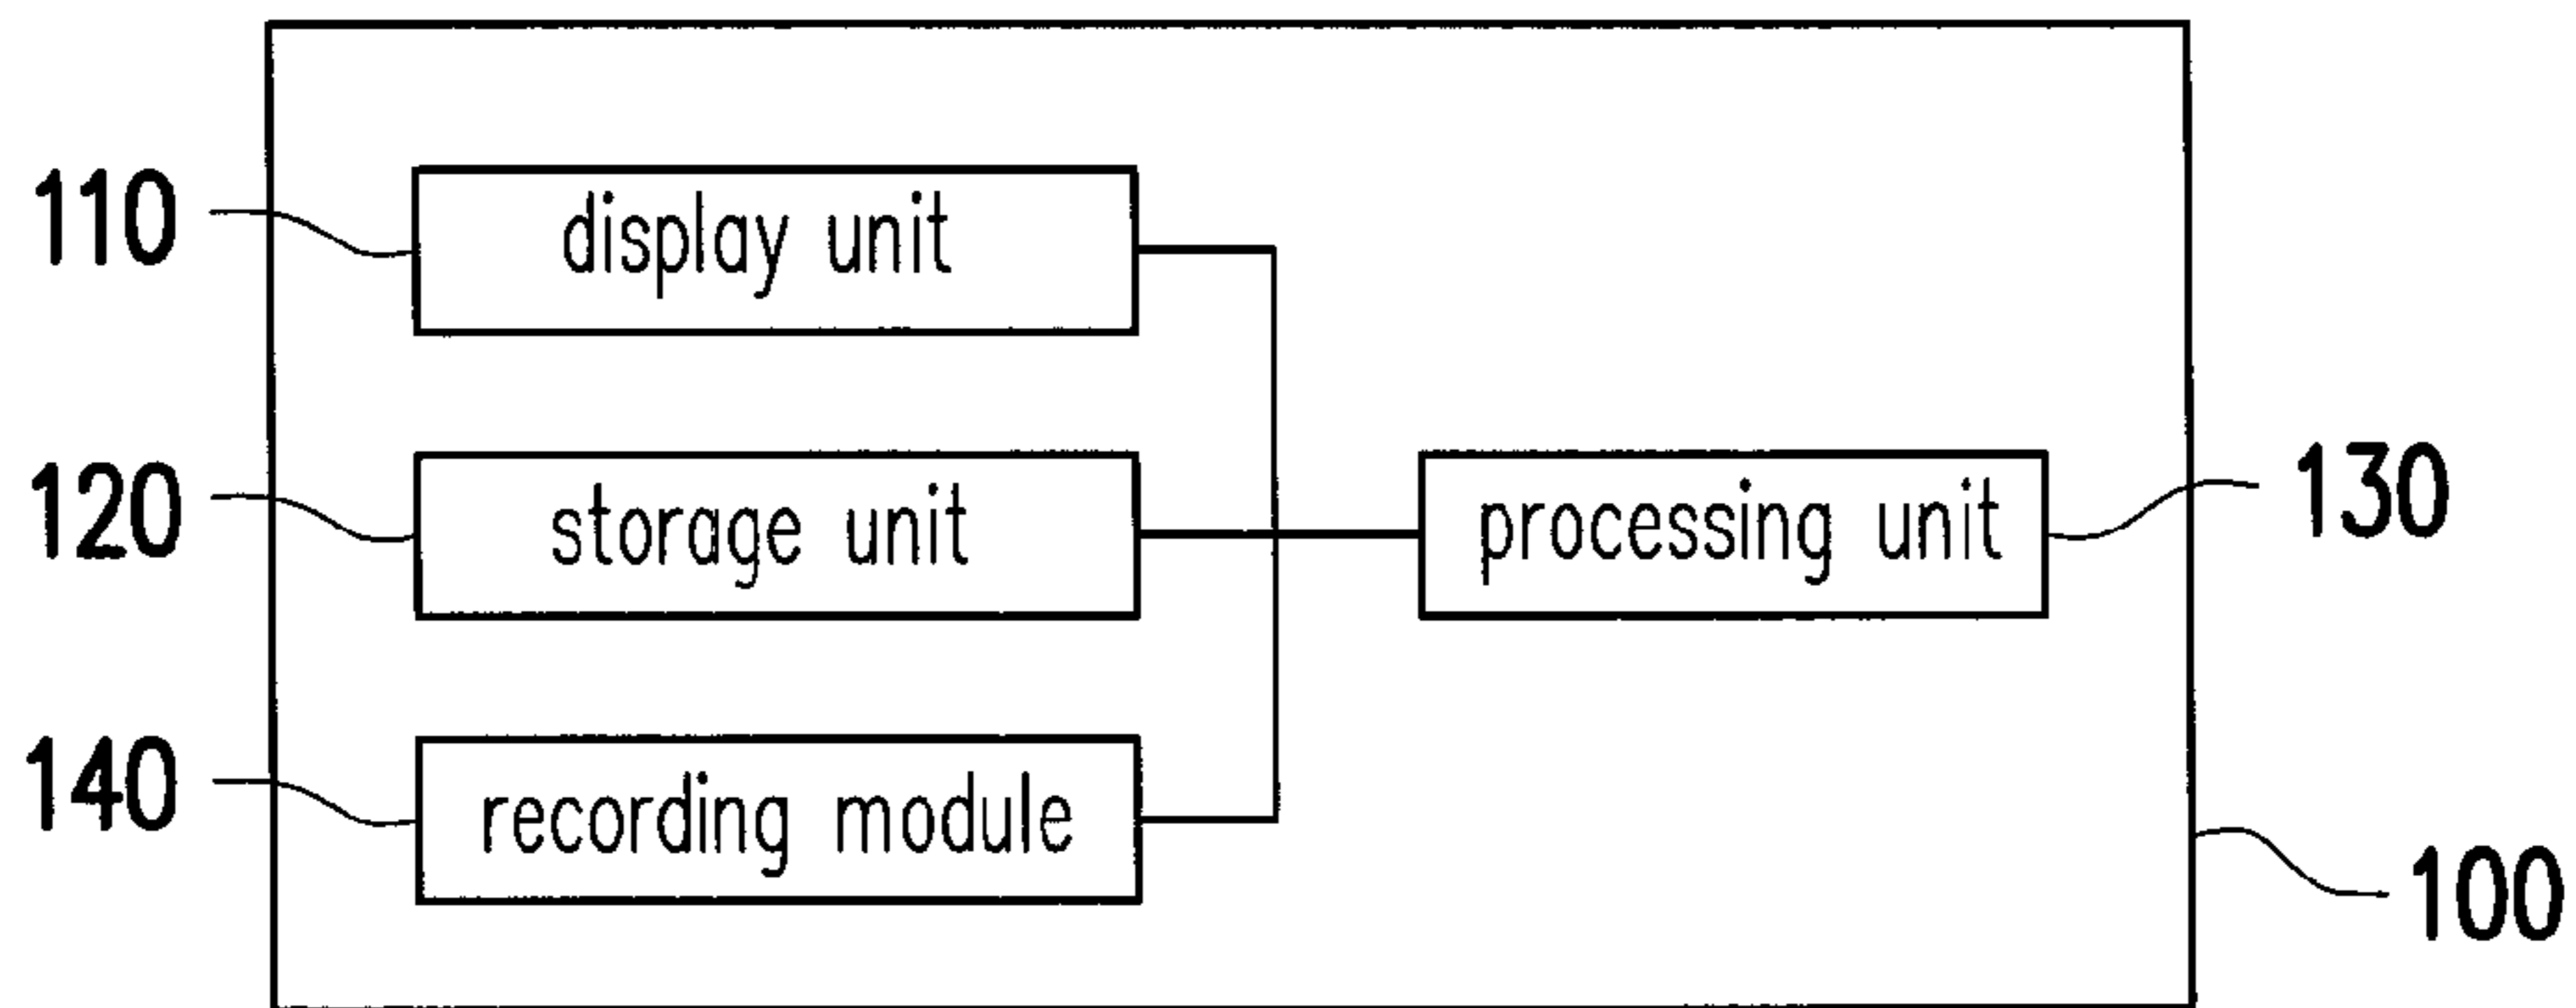 110
display unit
120
storage unit
processing unit
130
140
recording module
100